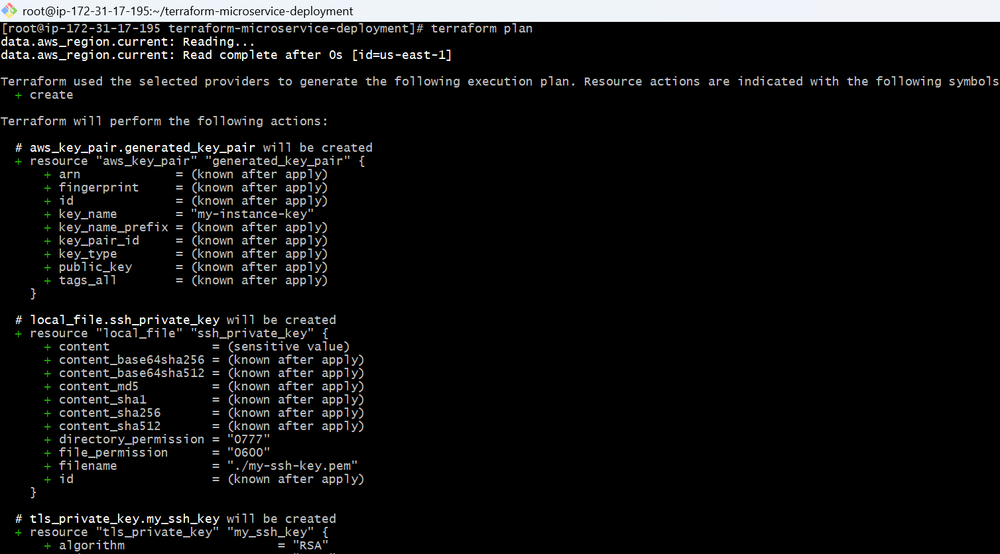 root@ip-172-31-17-195:~/terraform-microservice-deployment
[root@ip-172-31-17-195 terraform-microservice-deployment]# terraform plan
data.aws_region.current: Reading...
data.aws_region.current: Read complete after 0s [id=us-east-1]
Terraform used the selected providers to generate the following execution plan. Resource actions are indicated with the following symbols
+ create
Terraform will perform the following actions:
# aws_key_pair.generated_key_pair will be created
+ resource "aws_key_pair" "generated_key_pair" {
+ arn = (known after apply)
+ fingerprint = (known after apply)
+ id = (known after apply)
+ key_name = "my-instance-key"
+ key_name_prefix = (known after apply)
+ key_pair_id = (known after apply)
+ key_type = (known after apply)
+ public_key = (known after apply)
+ tags_all = (known after apply)
}
# local_file.ssh_private_key will be created
+ resource "local_file" "ssh_private_key" {
+ content = (sensitive value)
+ content_base64sha256 = (known after apply)
+ content_base64sha512 = (known after apply)
+ content_md5 = (known after apply)
+ content_sha1 = (known after apply)
+ content_sha256 = (known after apply)
+ content_sha512 = (known after apply)
+ directory_permission = "0777"
+ file_permission = "0600"
+ filename = "./my-ssh-key.pem"
+ id = (known after apply)
}
# tls_private_key.my_ssh_key will be created
+ resource "tls_private_key" "my_ssh_key" {
+ algorithm = "RSA"